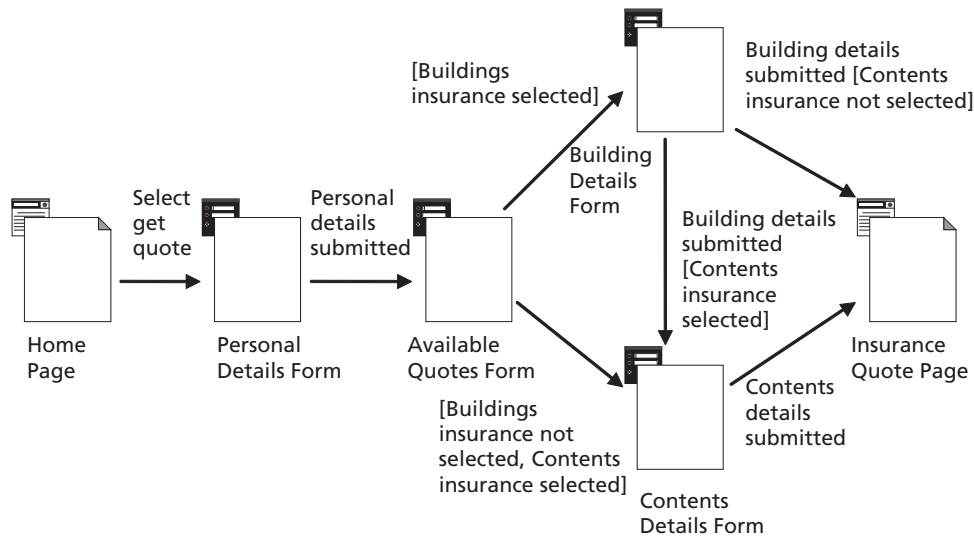 [Buildings
insurance selected]
Building details
submitted [Contents
insurance not selected]
Building
Details
Form
Select
get
quote
Personal
details
submitted
Building details
submitted
[Contents
insurance
selected]
Home
Page
Personal
Details Form
Available
Quotes Form
Insurance
Quote Page
[Buildings
insurance not
selected, Contents
insurance selected]
Contents
details
submitted
Contents
Details Form